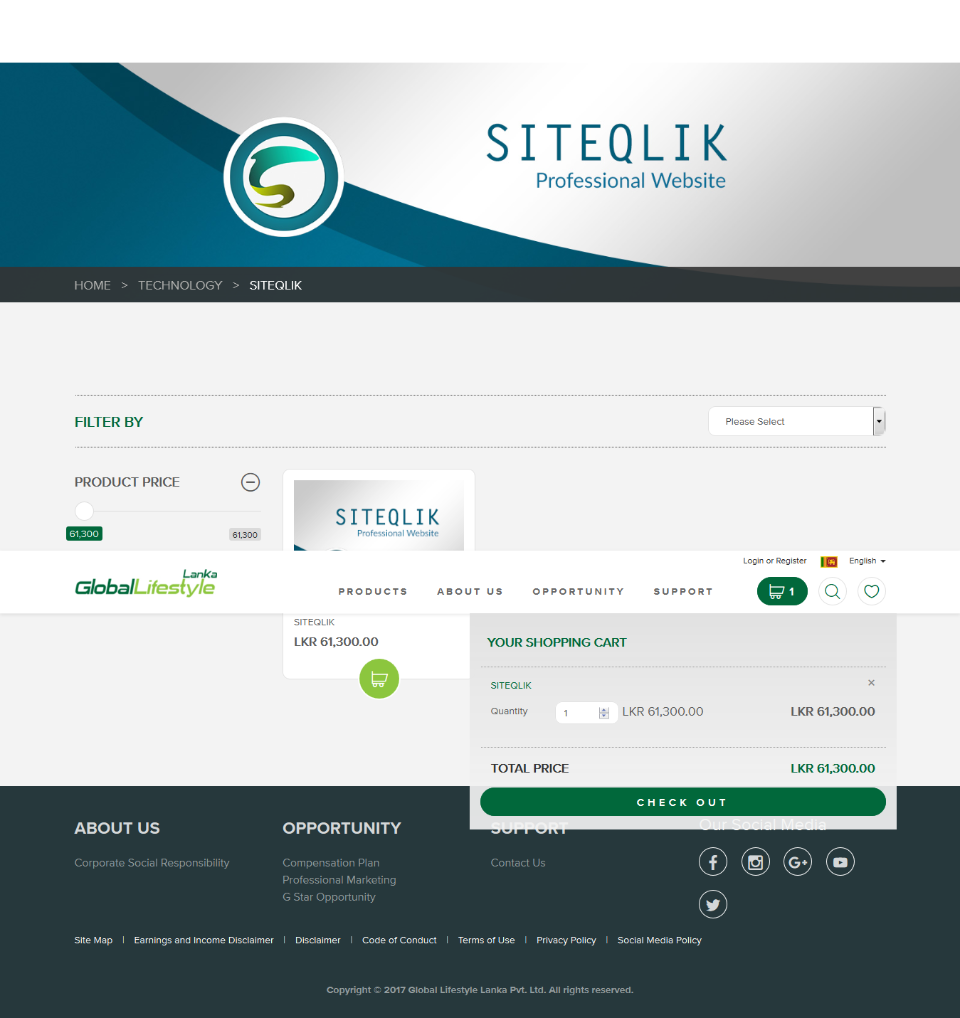 SITEQLIK
Professional Website
HOME > TECHNOLOGY > SITEQLIK
FILTER BY
Please Select
PRODUCT PRICE
61,300
61,300
SITEQLIK
Professional Website
Login or Register
English
GlobalLifestyle Lanka
PRODUCTS
ABOUT US
OPPORTUNITY
SUPPORT
1
SITEQLIK
LKR 61,300.00
YOUR SHOPPING CART
×
SITEQLIK
Quantity
1
LKR 61,300.00
LKR 61,300.00
TOTAL PRICE
LKR 61,300.00
CHECK OUT
ABOUT US
Corporate Social Responsibility
OPPORTUNITY
Compensation Plan
Professional Marketing
G Star Opportunity
SUPPORT
Contact Us
Our Social Media
Site Map | Earnings and Income Disclaimer | Disclaimer | Code of Conduct | Terms of Use | Privacy Policy | Social Media Policy
Copyright © 2017 Global Lifestyle Lanka Pvt. Ltd. All rights reserved.